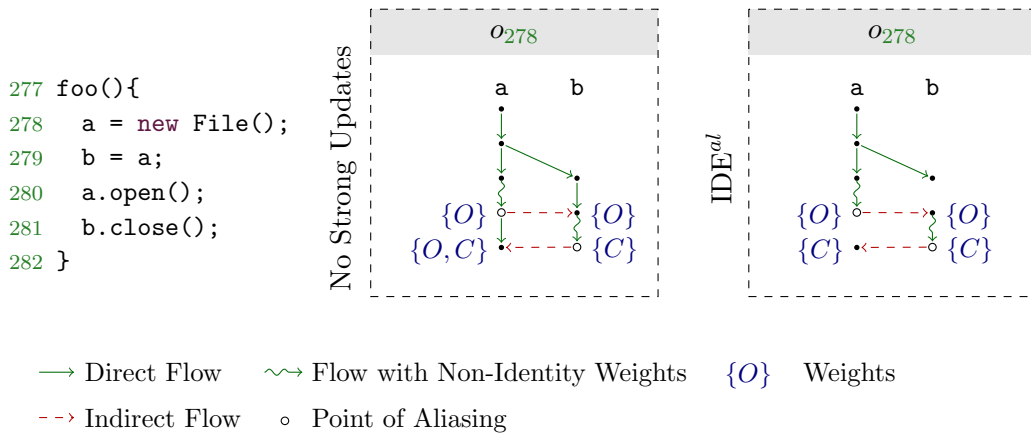 277 foo(){
278 a = new File();
279 b = a;
280 a.open();
281 b.close();
282 }
No Strong Updates
o278
a b
{O} {O}
{O, C} {C}
IDEal
o278
a b
{O} {O}
{C} {C}
Direct Flow Flow with Non-Identity Weights {O} Weights
Indirect Flow Point of Aliasing